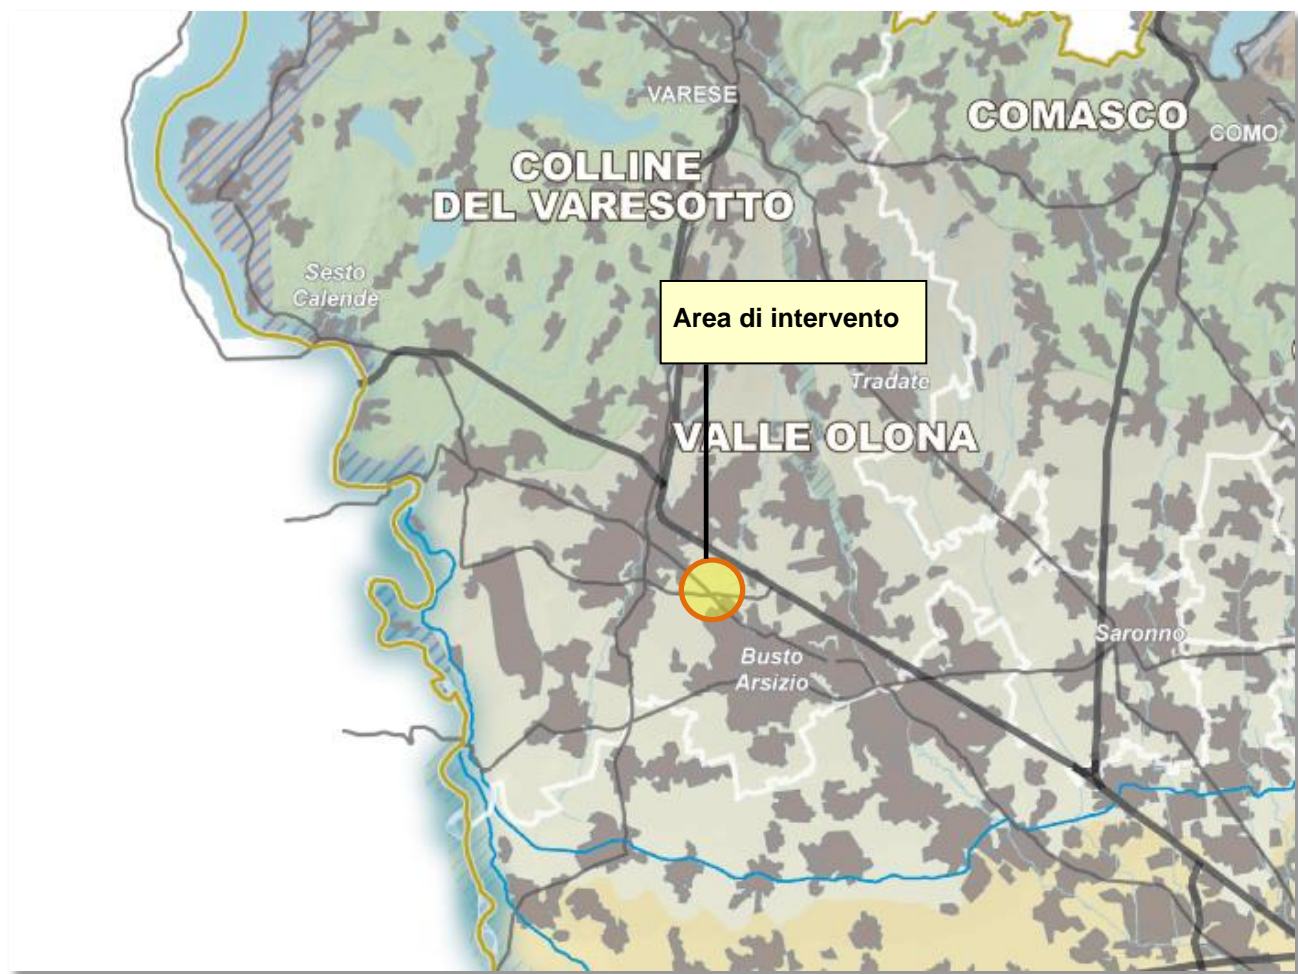 VARESE
COMASCO
COMO
COLLINE
DEL VARESOTTO
Sesto
Calende
Area di intervento
Tradate
VALLE OLONA
Saronno
Busto
Arsizio